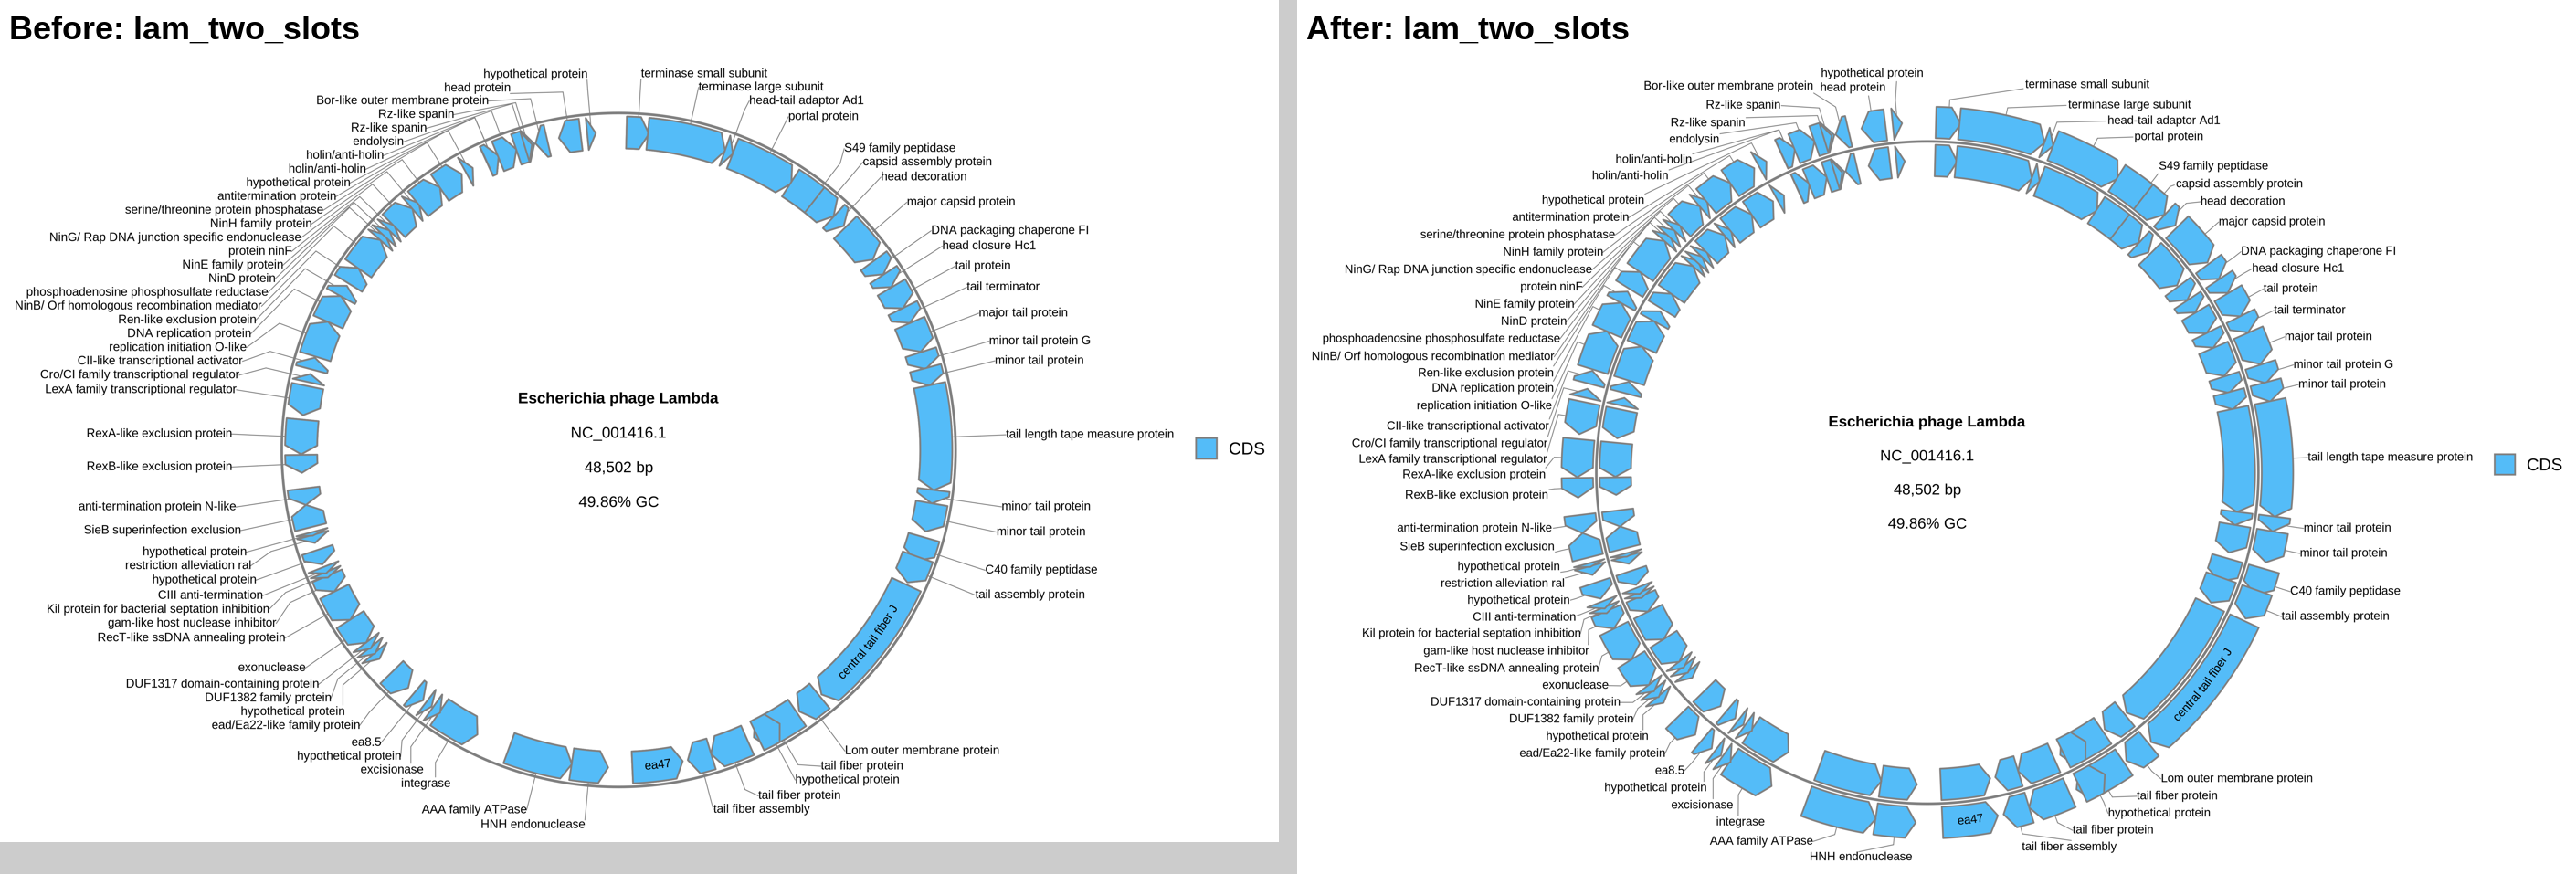 Before: lam_two_slots
hypothetical protein
head protein
Bor-like outer membrane protein
Rz-like spanin
Rz-like spanin
endolysin
holin/anti-holin
holin/anti-holin
hypothetical protein
antitermination protein
serine/threonine protein phosphatase
NinH family protein
NinG/ Rap DNA junction specific endonuclease
protein ninF
NinE family protein
NinD protein
phosphoadenosine phosphosulfate reductase
NinB/ Orf homologous recombination mediator
Ren-like exclusion protein
DNA replication protein
replication initiation O-like
CII-like transcriptional activator
Cro/CI family transcriptional regulator
LexA family transcriptional regulator
RexA-like exclusion protein
RexB-like exclusion protein
anti-termination protein N-like
SieB superinfection exclusion
hypothetical protein
restriction alleviation ral
hypothetical protein
CIII anti-termination
Kil protein for bacterial septation inhibition
gam-like host nuclease inhibitor
RecT-like ssDNA annealing protein
exonuclease
DUF1317 domain-containing protein
DUF1382 family protein
hypothetical protein
ead/Ea22-like family protein
ea8.5
hypothetical protein
excisionase
integrase
AAA family ATPase
HNH endonuclease
terminase small subunit
terminase large subunit
head-tail adaptor Ad1
portal protein
S49 family peptidase
capsid assembly protein
head decoration
major capsid protein
DNA packaging chaperone FI
head closure Hc1
tail protein
tail terminator
major tail protein
minor tail protein G
minor tail protein
tail length tape measure protein
minor tail protein
minor tail protein
C40 family peptidase
tail assembly protein
central tail fiber J
Lom outer membrane protein
tail fiber protein
hypothetical protein
tail fiber protein
tail fiber assembly
ea47
Escherichia phage Lambda
NC_001416.1
48,502 bp
49.86% GC
CDS
After: lam_two_slots
hypothetical protein
head protein
Bor-like outer membrane protein
Rz-like spanin
Rz-like spanin
endolysin
holin/anti-holin
holin/anti-holin
hypothetical protein
antitermination protein
serine/threonine protein phosphatase
NinH family protein
NinG/ Rap DNA junction specific endonuclease
protein ninF
NinE family protein
NinD protein
phosphoadenosine phosphosulfate reductase
NinB/ Orf homologous recombination mediator
Ren-like exclusion protein
DNA replication protein
replication initiation O-like
CII-like transcriptional activator
Cro/CI family transcriptional regulator
LexA family transcriptional regulator
RexA-like exclusion protein
RexB-like exclusion protein
anti-termination protein N-like
SieB superinfection exclusion
hypothetical protein
restriction alleviation ral
hypothetical protein
CIII anti-termination
Kil protein for bacterial septation inhibition
gam-like host nuclease inhibitor
RecT-like ssDNA annealing protein
exonuclease
DUF1317 domain-containing protein
DUF1382 family protein
hypothetical protein
ead/Ea22-like family protein
ea8.5
hypothetical protein
excisionase
integrase
AAA family ATPase
HNH endonuclease
terminase small subunit
terminase large subunit
head-tail adaptor Ad1
portal protein
S49 family peptidase
capsid assembly protein
head decoration
major capsid protein
DNA packaging chaperone FI
head closure Hc1
tail protein
tail terminator
major tail protein
minor tail protein G
minor tail protein
tail length tape measure protein
minor tail protein
minor tail protein
C40 family peptidase
tail assembly protein
central tail fiber J
Lom outer membrane protein
tail fiber protein
hypothetical protein
tail fiber protein
tail fiber assembly
ea47
Escherichia phage Lambda
NC_001416.1
48,502 bp
49.86% GC
CDS